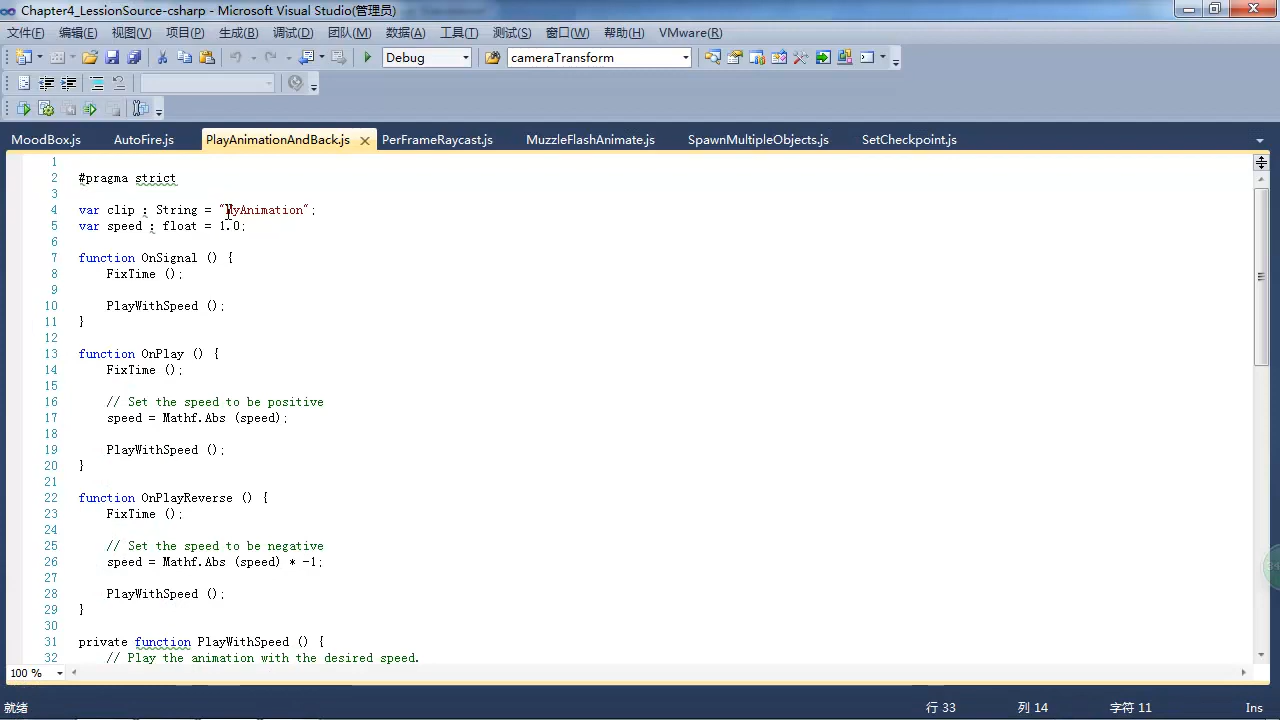 Chapter4_LessionSource-csharp - Microsoft Visual Studio(管理员)
文件(F) 编辑(E) 视图(V) 项目(P) 生成(B) 调试(D) 团队(M) 数据(A) 工具(T) 测试(S) 窗口(W) 帮助(H) VMware(R)
Debug cameraTransform
MoodBox.js AutoFire.js PlayAnimationAndBack.js PerFrameRaycast.js MuzzleFlashAnimate.js SpawnMultipleObjects.js SetCheckpoint.js
1
2 #pragma strict
3
4 var clip : String = "MyAnimation";
5 var speed : float = 1.0;
6
7 function OnSignal () {
8 FixTime ();
9
10 PlayWithSpeed ();
11 }
12
13 function OnPlay () {
14 FixTime ();
15
16 // Set the speed to be positive
17 speed = Mathf.Abs (speed);
18
19 PlayWithSpeed ();
20 }
21
22 function OnPlayReverse () {
23 FixTime ();
24
25 // Set the speed to be negative
26 speed = Mathf.Abs (speed) * -1;
27
28 PlayWithSpeed ();
29 }
30
31 private function PlayWithSpeed () {
32 // Play the animation with the desired speed.
100 %
就绪 行 33 列 14 字符 11 Ins